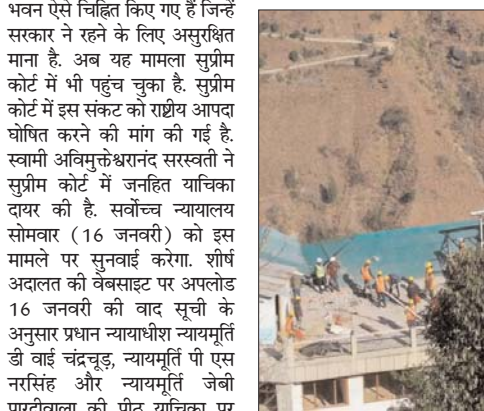 भवन ऐसे चिह्नित किए गए हैं जिन्हें
सरकार ने रहने के लिए असुरक्षित
माना है. अब यह मामला सुप्रीम
कोर्ट में भी पहुंच चुका है. सुप्रीम
कोर्ट में इस संकट को राष्ट्रीय आपदा
घोषित करने की मांग की गई है.
स्वामी अविमुक्तेश्वरानंद सरस्वती ने
सुप्रीम कोर्ट में जनहित याचिका
दायर की है. सर्वोच्च न्यायालय
सोमवार (16 जनवरी) को इस
मामले पर सुनवाई करेगा. शीर्ष
अदालत की वेबसाइट पर अपलोड
16 जनवरी की वाद सूची के
अनुसार प्रधान न्यायाधीश न्यायमूर्ति
डी वाई चंद्रचूड़, न्यायमूर्ति पी एस
नरसिंह और न्यायमूर्ति जेबी
पारदीवाला की पीठ याचिका पर